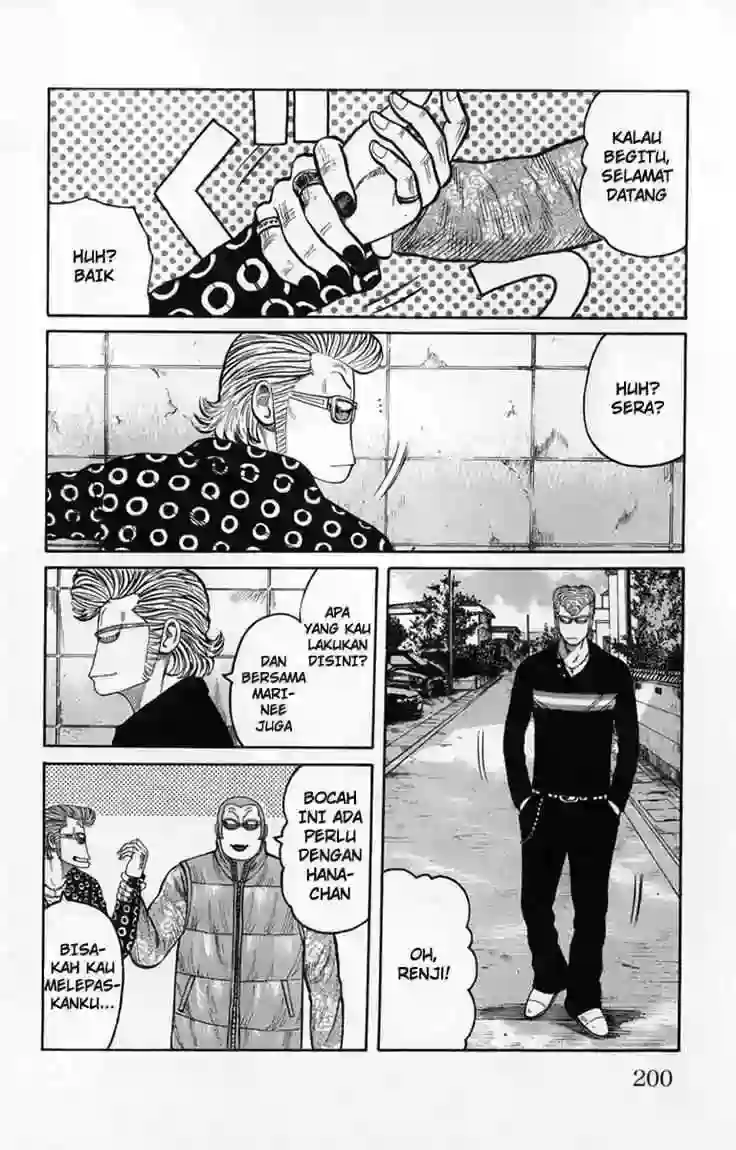 KALAU
BEGITU,
SELAMAT
DATANG
HUH?
BAIK
HUH?
SERA?
APA
YANG KAU
LAKUKAN
DISINI?
DAN
BERSAMA
MARI-
NEE
JUGA
OH,
RENJI!
BOCAH
INI ADA
PERLU
DENGAN
HANA-
CHAN
BISA-
KAH KAU
MELEPAS-
KANKU...
200